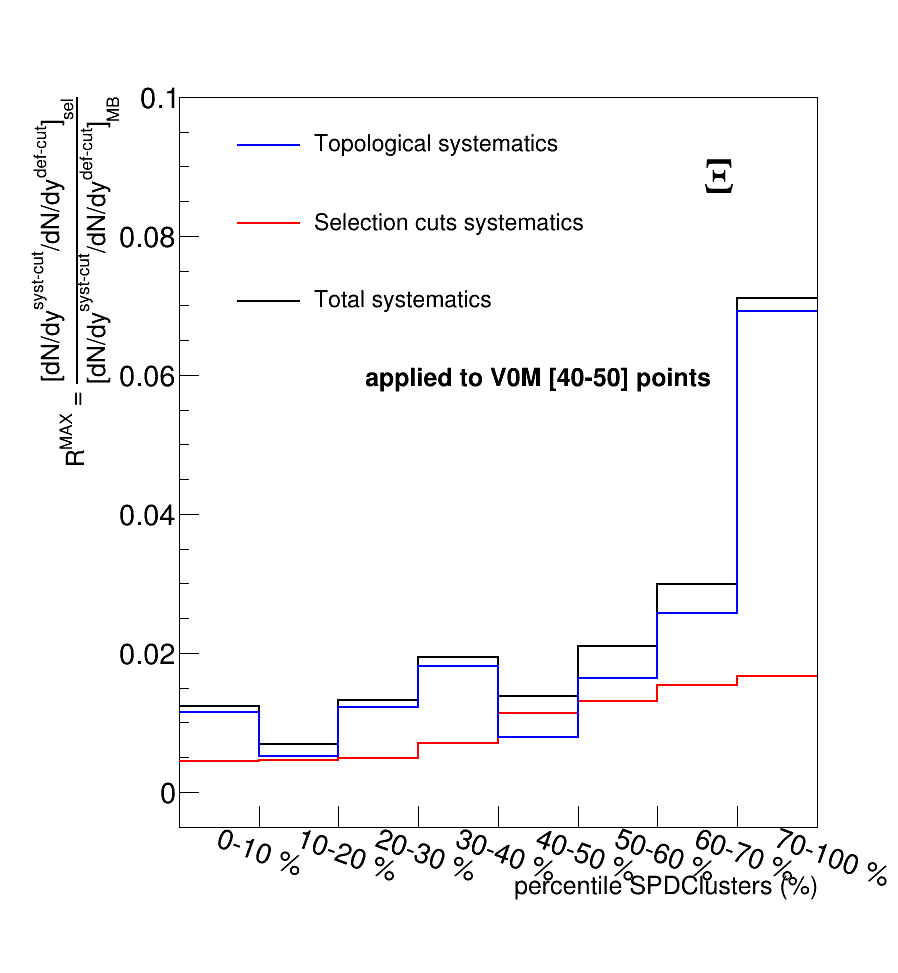 0.1
0.08
0.06
0.04
0.02
0
R^MAX = [dN/dy^syst-cut/dN/dy^def-cut]_sel
[dN/dy^syst-cut/dN/dy^def-cut]_MB
Topological systematics
Selection cuts systematics
Total systematics
Ξ
applied to V0M [40-50] points
0-10 %
10-20 %
20-30 %
30-40 %
40-50 %
50-60 %
60-70 %
70-100 %
percentile SPDClusters (%)